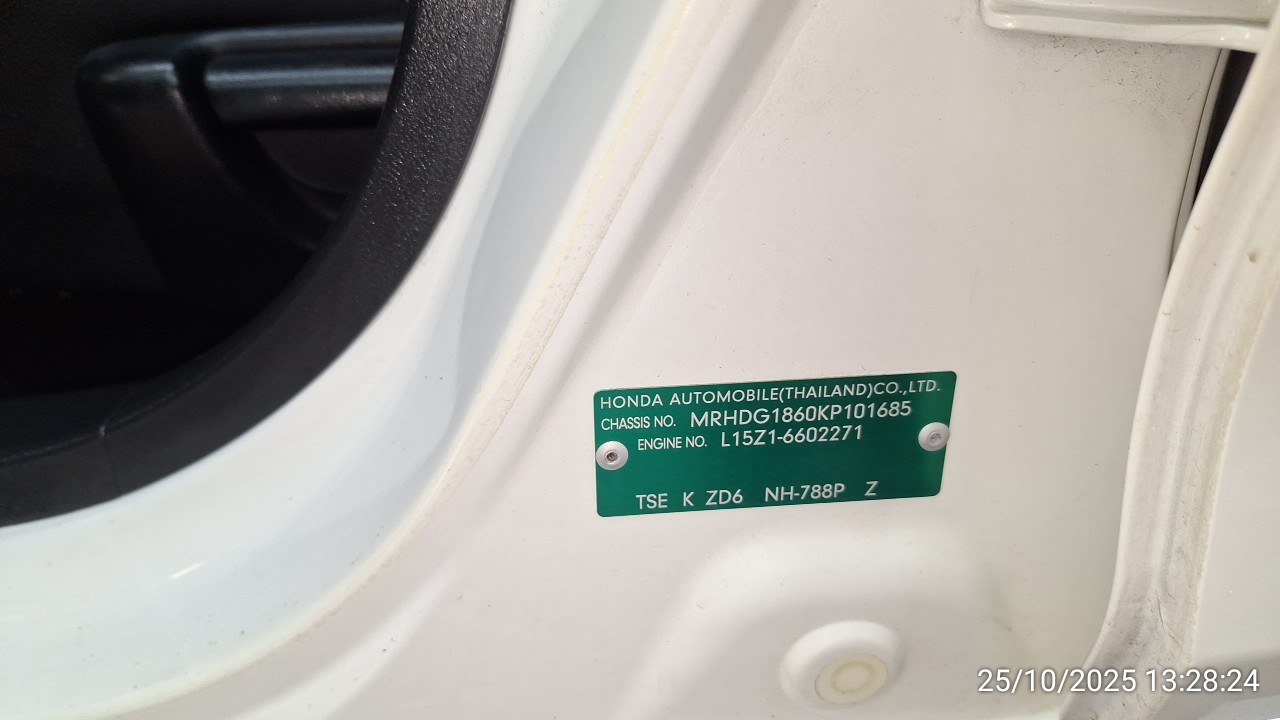 HONDA AUTOMOBILE(THAILAND)CO.,LTD.
CHASSIS NO. MRHDG1860KP101685
ENGINE NO. L15Z1-6602271
TSE K ZD6 NH-788P Z
25/10/2025 13:28:24